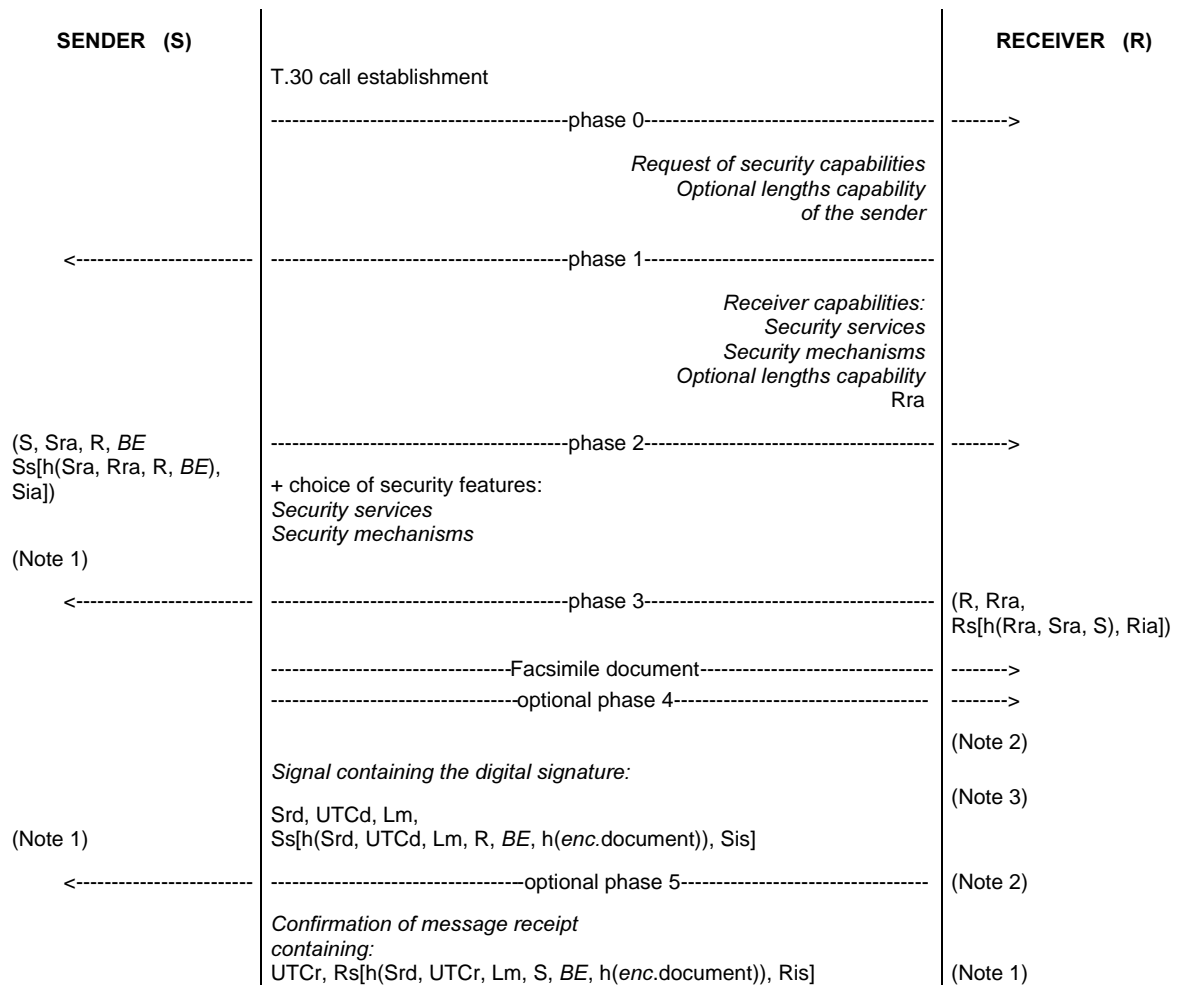 SENDER (S)
RECEIVER (R)
T.30 call establishment
------------------------------------------phase 0----------------------------------------- -------->
Request of security capabilities
Optional lengths capability
of the sender
<------------------------- ------------------------------------------phase 1-----------------------------------------
Receiver capabilities:
Security services
Security mechanisms
Optional lengths capability
Rra
(S, Sra, R, BE
Ss[h(Sra, Rra, R, BE),
Sia])
------------------------------------------phase 2----------------------------------------- -------->
+ choice of security features:
Security services
Security mechanisms
(Note 1)
<------------------------- ------------------------------------------phase 3-----------------------------------------
(R, Rra,
Rs[h(Rra, Sra, S), Ria])
----------------------------------Facsimile document--------------------------------- -------->
-----------------------------------optional phase 4------------------------------------ -------->
(Note 2)
Signal containing the digital signature:
(Note 3)
Srd, UTCd, Lm,
(Note 1)
Ss[h(Srd, UTCd, Lm, R, BE, h(enc.document)), Sis]
<------------------------- ------------------------------------optional phase 5-----------------------------------
(Note 2)
Confirmation of message receipt
containing:
UTCr, Rs[h(Srd, UTCr, Lm, S, BE, h(enc.document)), Ris]
(Note 1)